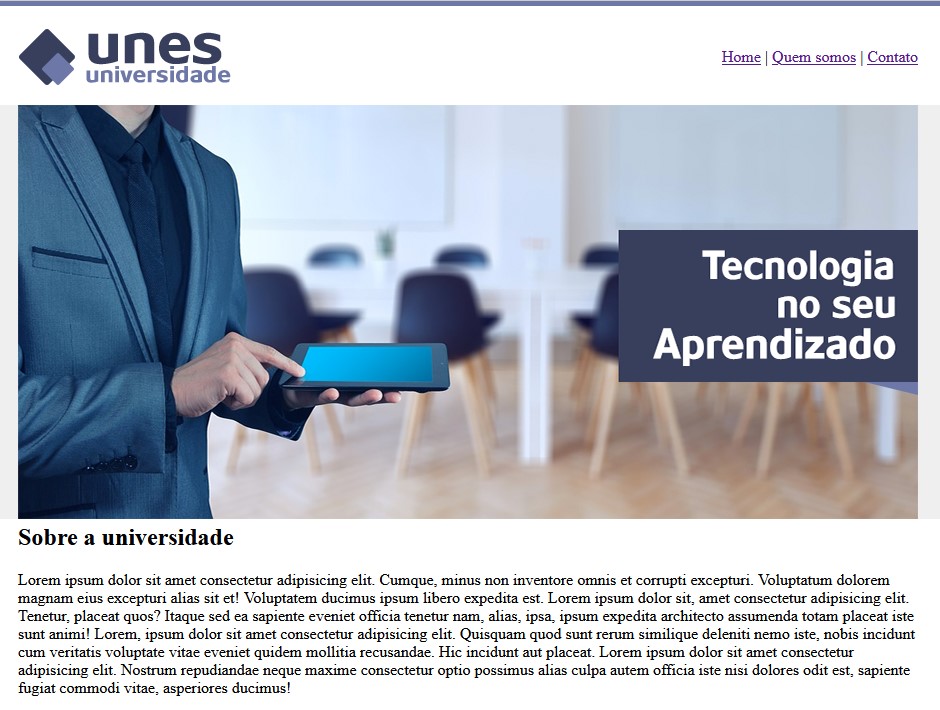 unes
universidade
Home | Quem somos | Contato
Tecnologia
no seu
Aprendizado
Sobre a universidade
Lorem ipsum dolor sit amet consectetur adipisicing elit. Cumque, minus non inventore omnis et corrupti excepturi. Voluptatum dolorem
magnam eius excepturi alias sit et! Voluptatem ducimus ipsum libero expedita est. Lorem ipsum dolor sit, amet consectetur adipisicing elit.
Tenetur, placeat quos? Itaque sed ea sapiente eveniet officia tenetur nam, alias, ipsa, ipsum expedita architecto assumenda totam placeat iste
sunt animi! Lorem, ipsum dolor sit amet consectetur adipisicing elit. Quisquam quod sunt rerum similique deleniti nemo iste, nobis incidunt
cum veritatis voluptate vitae eveniet quidem mollitia recusandae. Hic incidunt aut placeat. Lorem ipsum dolor sit amet consectetur
adipisicing elit. Nostrum repudiandae neque maxime consectetur optio possimus alias culpa autem officia iste nisi dolores odit est, sapiente
fugiat commodi vitae, asperiores ducimus!